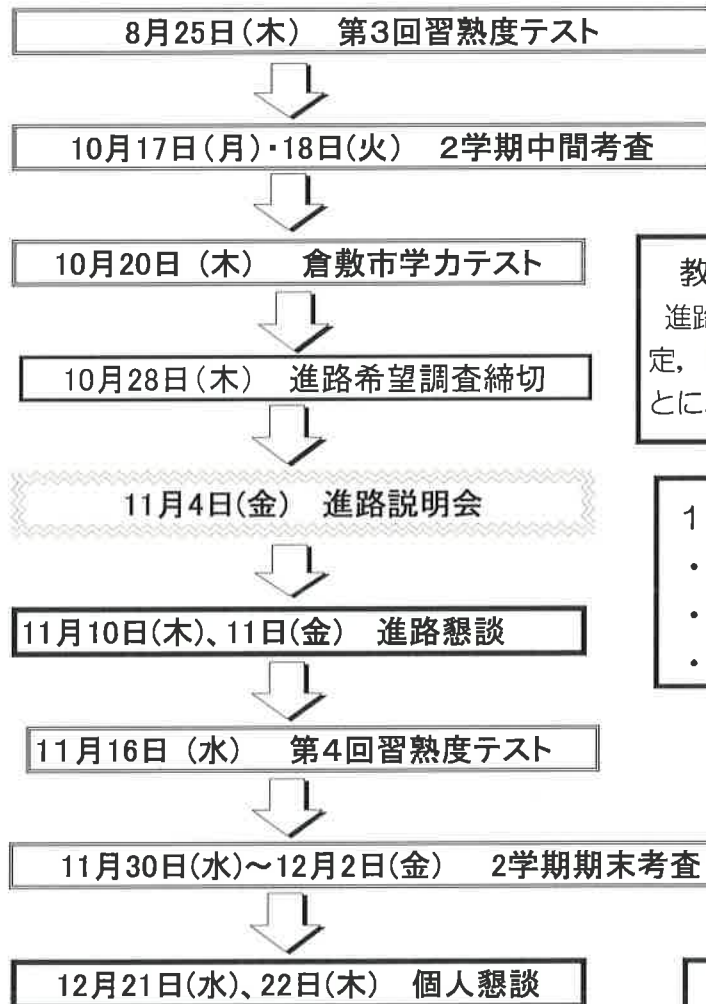 8月25日(木) 第3回習熟度テスト
10月17日(月)・18日(火) 2学期中間考査
10月20日(木) 倉敷市学力テスト
10月28日(木) 進路希望調査締切
11月4日(金) 進路説明会
11月10日(木)、11日(金) 進路懇談
11月16日(水) 第4回習熟度テスト
11月30日(水)~12月2日(金) 2学期期末考査
12月21日(水)、22日(木) 個人懇談
教
進路
定,
とに
1
・
・
・